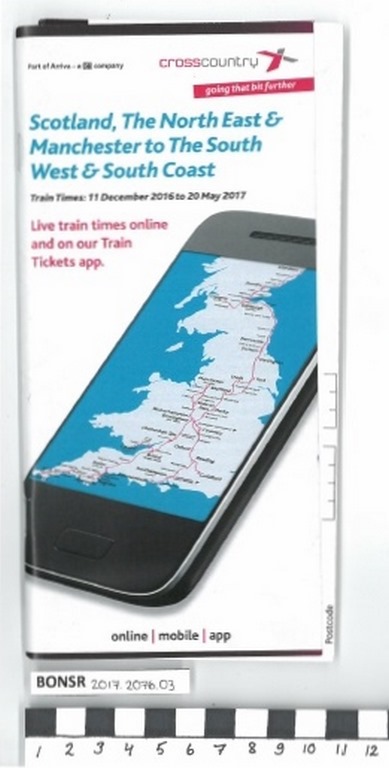 Part of Arriva - a DB company
crosscountry
going that bit further
Scotland, The North East &
Manchester to The South
West & South Coast
Train Times: 11 December 2016 to 20 May 2017
Live train times online
and on our Train
Tickets app.
online | mobile | app
Postcode
BONSR 2017.2076.03
1 2 3 4 5 6 7 8 9 10 11 12